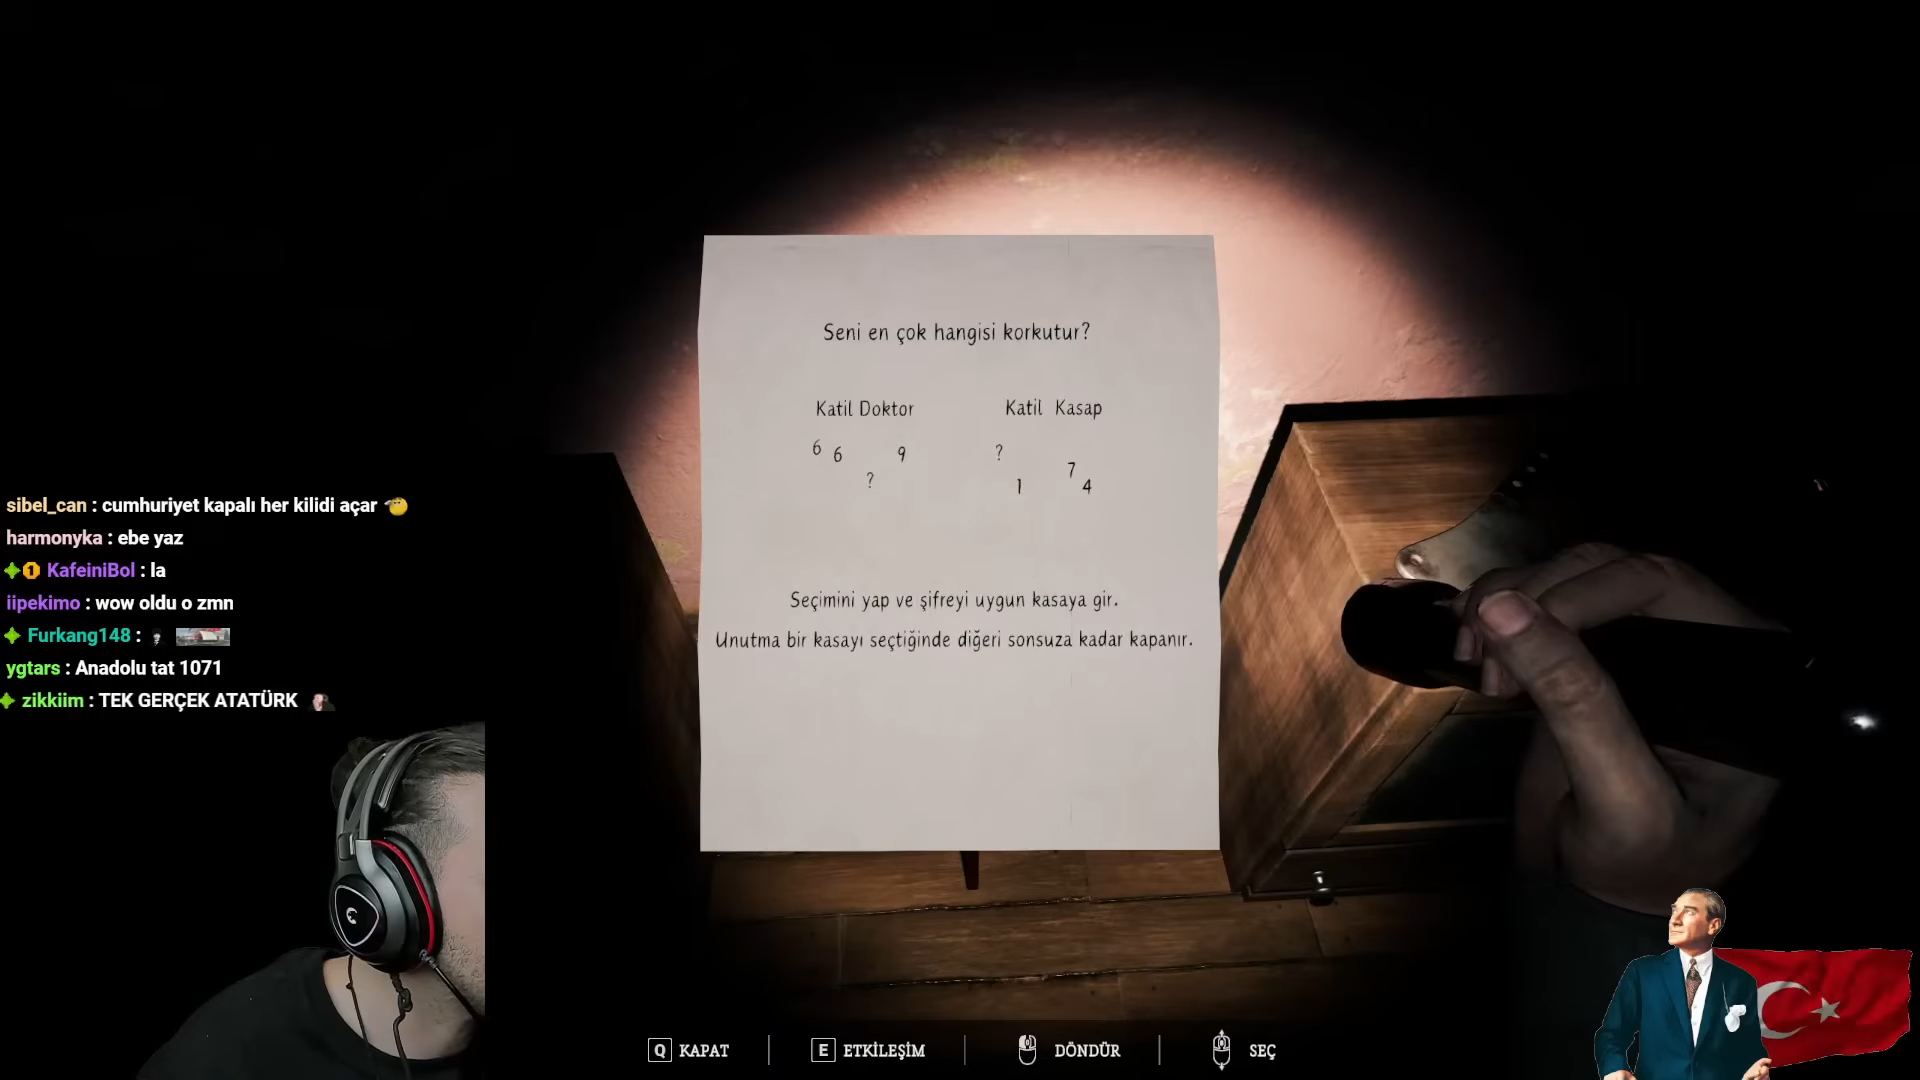 Seni en çok hangisi korkutur?
Katil Doktor
Katil Kasap
6 6 ? 9
? 1 7 4
Seçimini yap ve şifreyi uygun kasaya gir.
Unutma bir kasayı seçtiğinde diğeri sonsuza kadar kapanır.
sibel_can : cumhuriyet kapalı her kilidi açar
harmonyka : ebe yaz
1 KafeiniBol : la
iipekimo : wow oldu o zmn
Furkang148 :
ygtars : Anadolu tat 1071
zikkiim : TEK GERÇEK ATATÜRK
Q KAPAT
E ETKİLEŞİM
DÖNDÜR
SEÇ